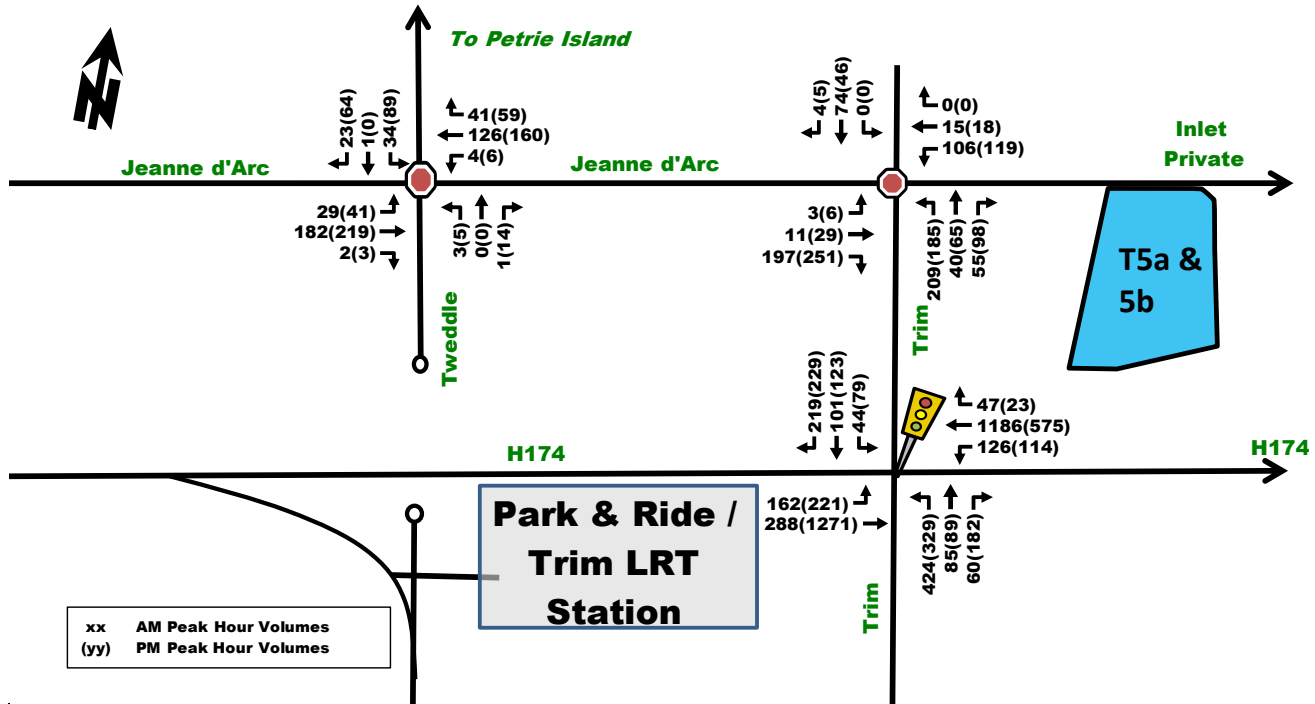 To Petrie Island
23(64)
1(0)
34(89)
41(59)
126(160)
4(6)
4(5)
74(46)
0(0)
0(0)
15(18)
106(119)
Inlet
Private
Jeanne d'Arc
Jeanne d'Arc
29(41)
182(219)
2(3)
3(5)
0(0)
1(14)
3(6)
11(29)
197(251)
209(185)
40(65)
55(98)
T5a &
5b
Tweddle
Trim
219(229)
101(123)
44(79)
47(23)
1186(575)
126(114)
H174
H174
162(221)
288(1271)
424(329)
85(89)
60(182)
Park & Ride /
Trim LRT
Station
Trim
xx AM Peak Hour Volumes
(yy) PM Peak Hour Volumes